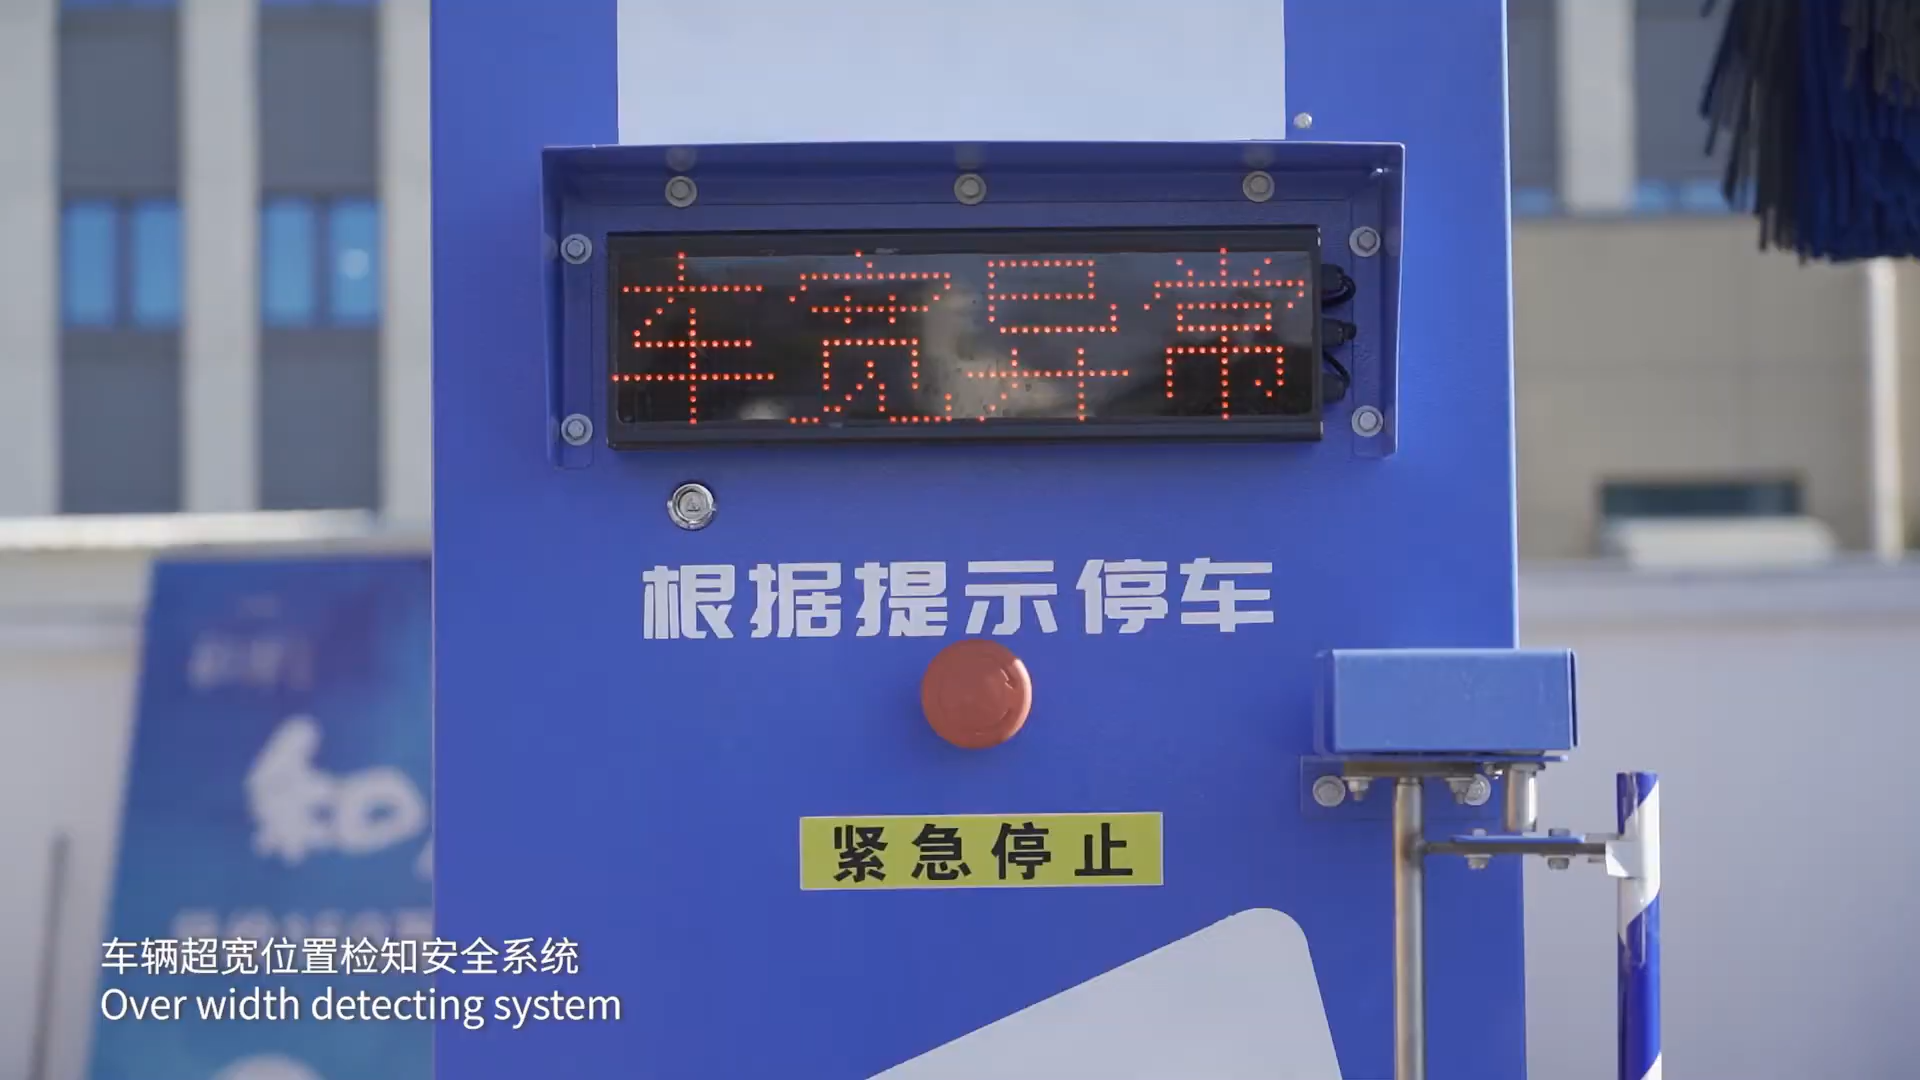 车宽异常
根据提示停车
紧急停止
车辆超宽位置检知安全系统
Over width detecting system